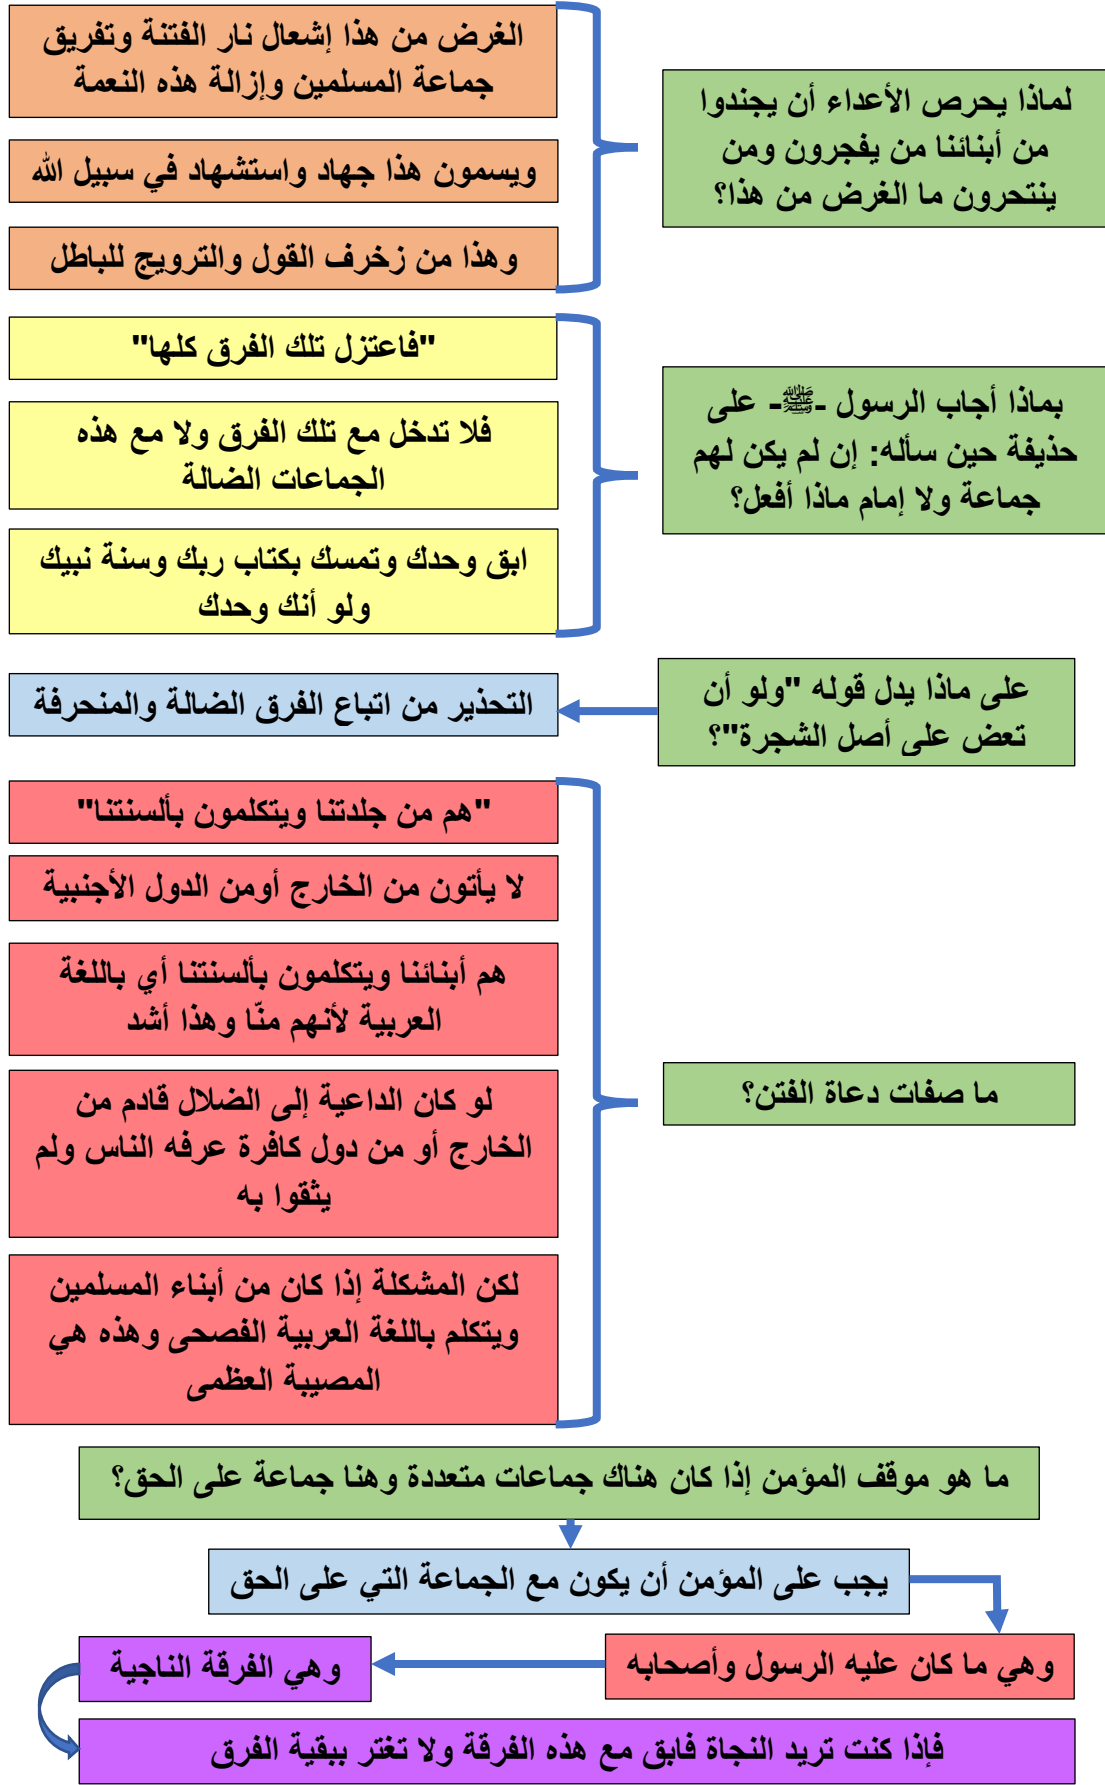 لماذا يحرص الأعداء أن يجندوا
من أبنائنا من يفجرون ومن
ينتحرون ما الغرض من هذا؟
الغرض من هذا إشعال نار الفتنة وتفريق
جماعة المسلمين وإزالة هذه النعمة
ويسمون هذا جهاد واستشهاد في سبيل الله
وهذا من زخرف القول والترويج للباطل
بماذا أجاب الرسول -ﷺ- على
حذيفة حين سأله: إن لم يكن لهم
جماعة ولا إمام ماذا أفعل؟
"فاعتزل تلك الفرق كلها"
فلا تدخل مع تلك الفرق ولا مع هذه
الجماعات الضالة
ابق وحدك وتمسك بكتاب ربك وسنة نبيك
ولو أنك وحدك
على ماذا يدل قوله "ولو أن
تعض على أصل الشجرة"؟
التحذير من اتباع الفرق الضالة والمنحرفة
ما صفات دعاة الفتن؟
"هم من جلدتنا ويتكلمون بألسنتنا"
لا يأتون من الخارج أومن الدول الأجنبية
هم أبنائنا ويتكلمون بألسنتنا أي باللغة
العربية لأنهم منّا وهذا أشد
لو كان الداعية إلى الضلال قادم من
الخارج أو من دول كافرة عرفه الناس ولم
يثقوا به
لكن المشكلة إذا كان من أبناء المسلمين
ويتكلم باللغة العربية الفصحى وهذه هي
المصيبة العظمى
ما هو موقف المؤمن إذا كان هناك جماعات متعددة وهنا جماعة على الحق؟
يجب على المؤمن أن يكون مع الجماعة التي على الحق
وهي ما كان عليه الرسول وأصحابه
وهي الفرقة الناجية
فإذا كنت تريد النجاة فابق مع هذه الفرقة ولا تغتر ببقية الفرق